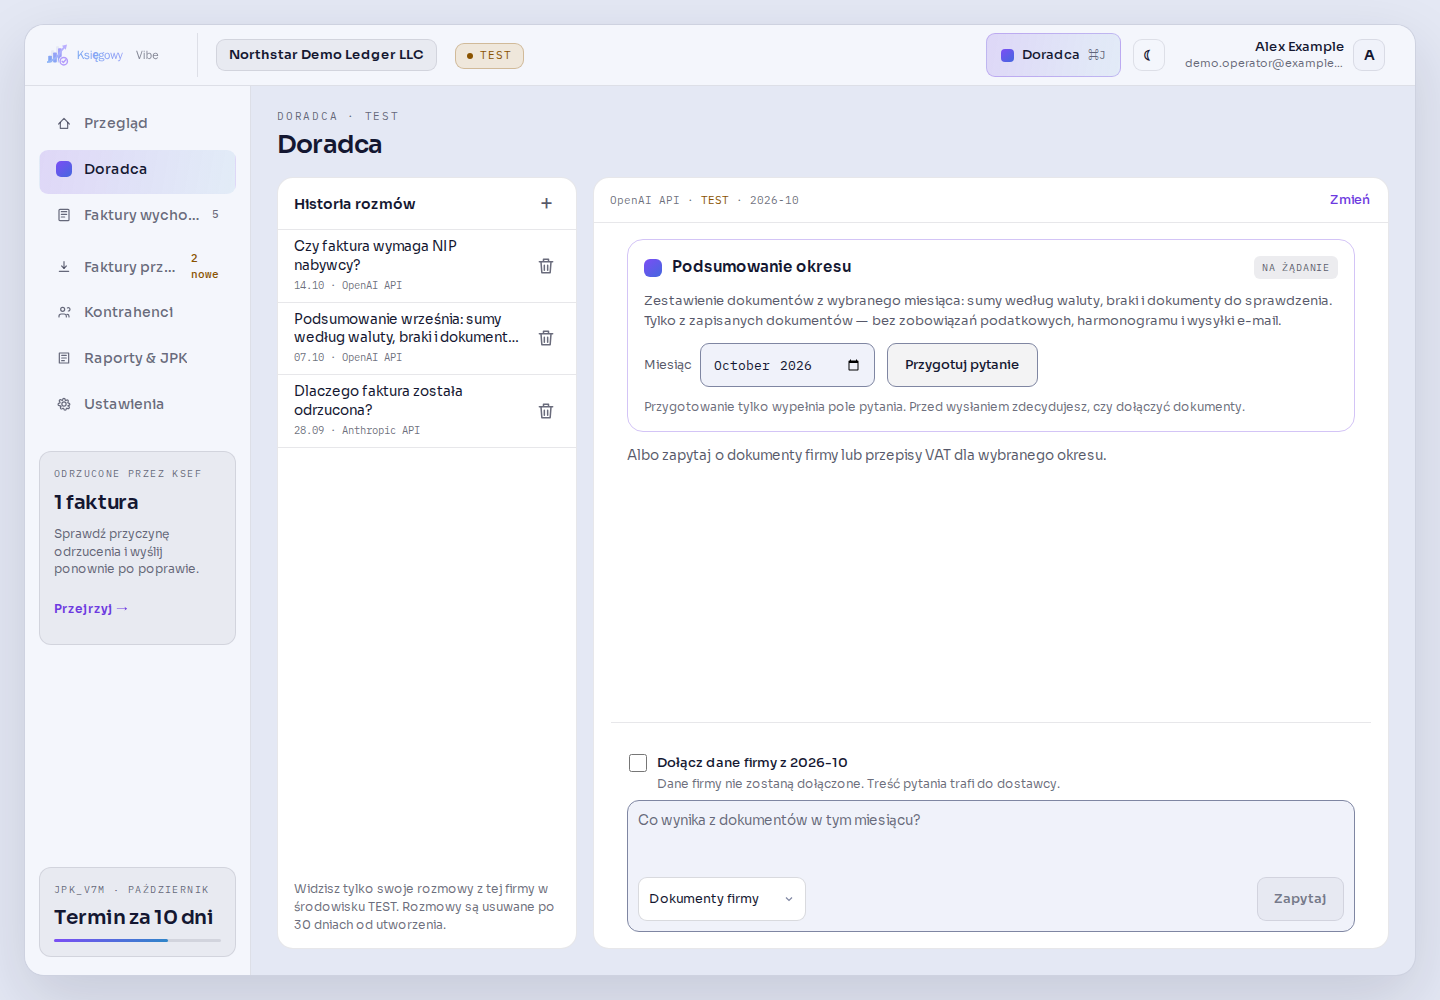 Księgowy Vibe
Northstar Demo Ledger LLC
TEST
Doradca ⌘J
Alex Example
demo.operator@example...
A
Przegląd
Doradca
Faktury wycho... 5
Faktury prz... 2 nowe
Kontrahenci
Raporty & JPK
Ustawienia
ODRZUCONE PRZEZ KSEF
1 faktura
Sprawdź przyczynę
odrzucenia i wyślij
ponownie po poprawie.
Przejrzyj →
JPK_V7M · PAŹDZIERNIK
Termin za 10 dni
DORADCA · TEST
Doradca
Historia rozmów +
Czy faktura wymaga NIP
nabywcy?
14.10 · OpenAI API
Podsumowanie września: sumy
według waluty, braki i dokument...
07.10 · OpenAI API
Dlaczego faktura została
odrzucona?
28.09 · Anthropic API
Widzisz tylko swoje rozmowy z tej firmy w
środowisku TEST. Rozmowy są usuwane po
30 dniach od utworzenia.
OpenAI API · TEST · 2026-10
Zmień
Podsumowanie okresu
NA ŻĄDANIE
Zestawienie dokumentów z wybranego miesiąca: sumy według waluty, braki i dokumenty do sprawdzenia.
Tylko z zapisanych dokumentów — bez zobowiązań podatkowych, harmonogramu i wysyłki e-mail.
Miesiąc October 2026 Przygotuj pytanie
Przygotowanie tylko wypełnia pole pytania. Przed wysłaniem zdecydujesz, czy dołączyć dokumenty.
Albo zapytaj o dokumenty firmy lub przepisy VAT dla wybranego okresu.
Dołącz dane firmy z 2026-10
Dane firmy nie zostaną dołączone. Treść pytania trafi do dostawcy.
Co wynika z dokumentów w tym miesiącu?
Dokumenty firmy
Zapytaj